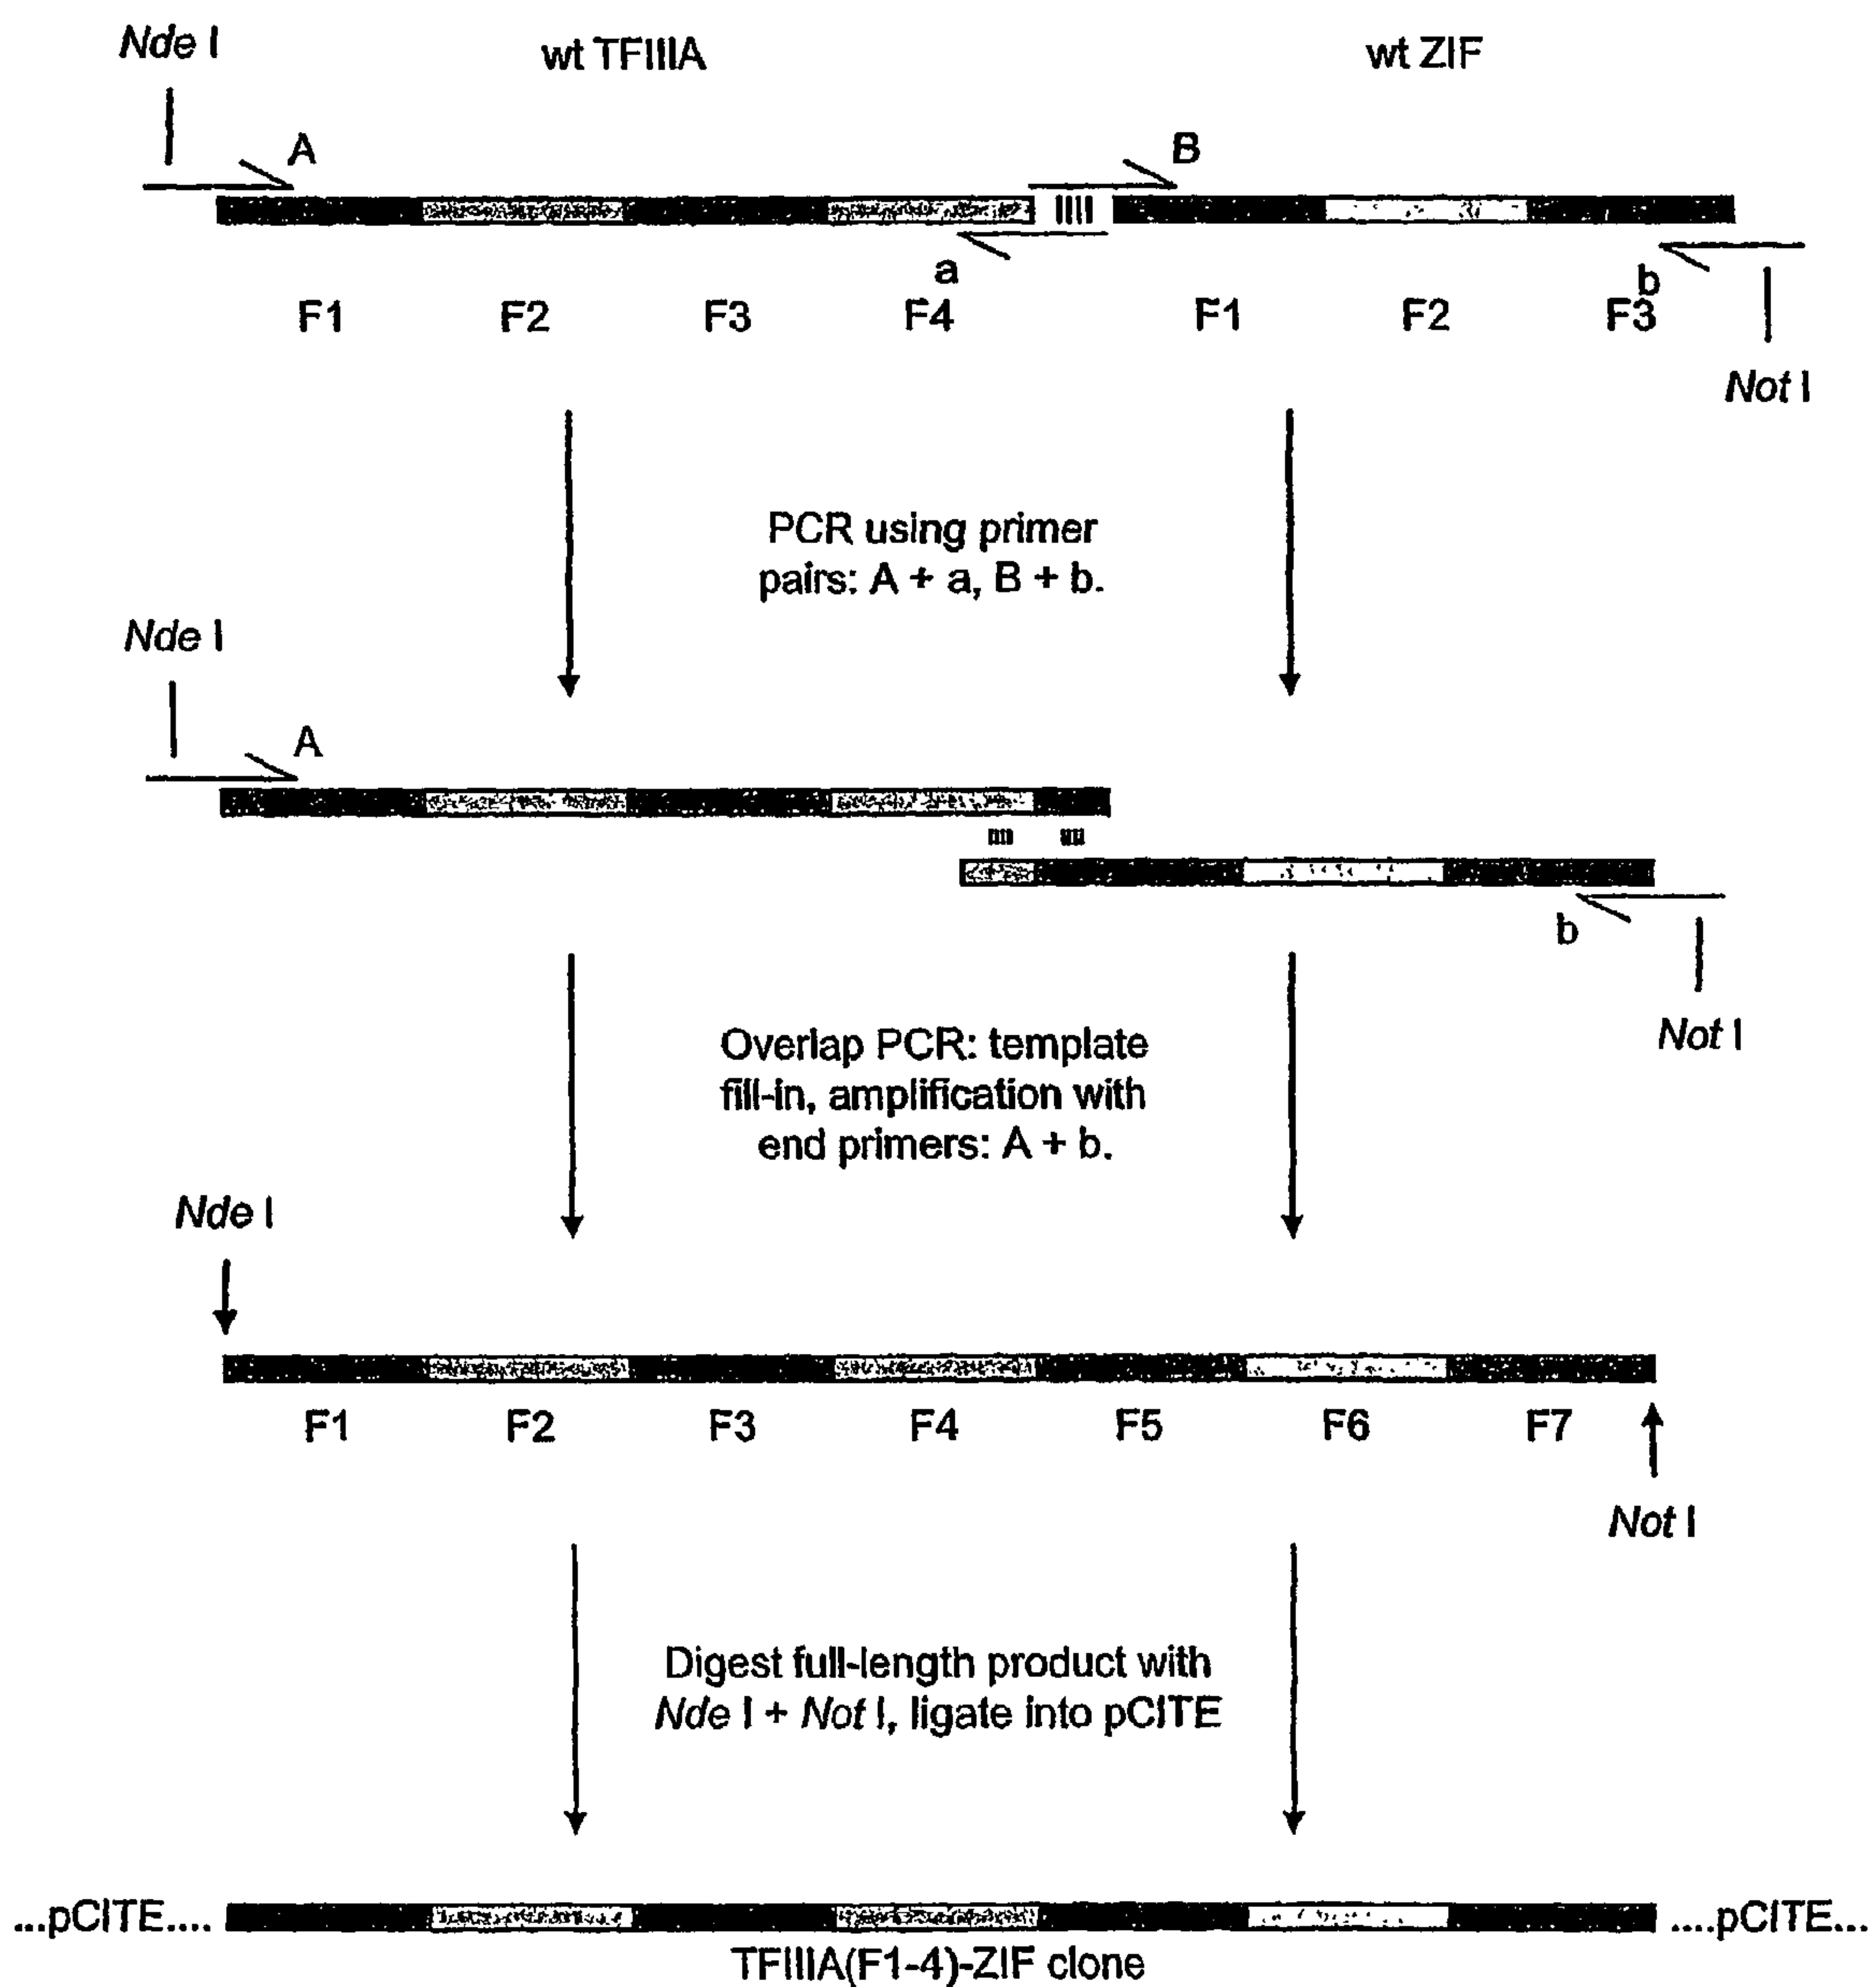 Nde I
wt TFIIIA
wt ZIF
A
B
a
b
F1 F2 F3 F4 F1 F2 F3
Not I
PCR using primer
pairs: A + a, B + b.
Nde I
A
b
Not I
Overlap PCR: template
fill-in, amplification with
end primers: A + b.
Nde I
F1 F2 F3 F4 F5 F6 F7
Not I
Digest full-length product with
Nde I + Not I, ligate into pCITE
...pCITE.... ....pCITE...
TFIIIA(F1-4)-ZIF clone